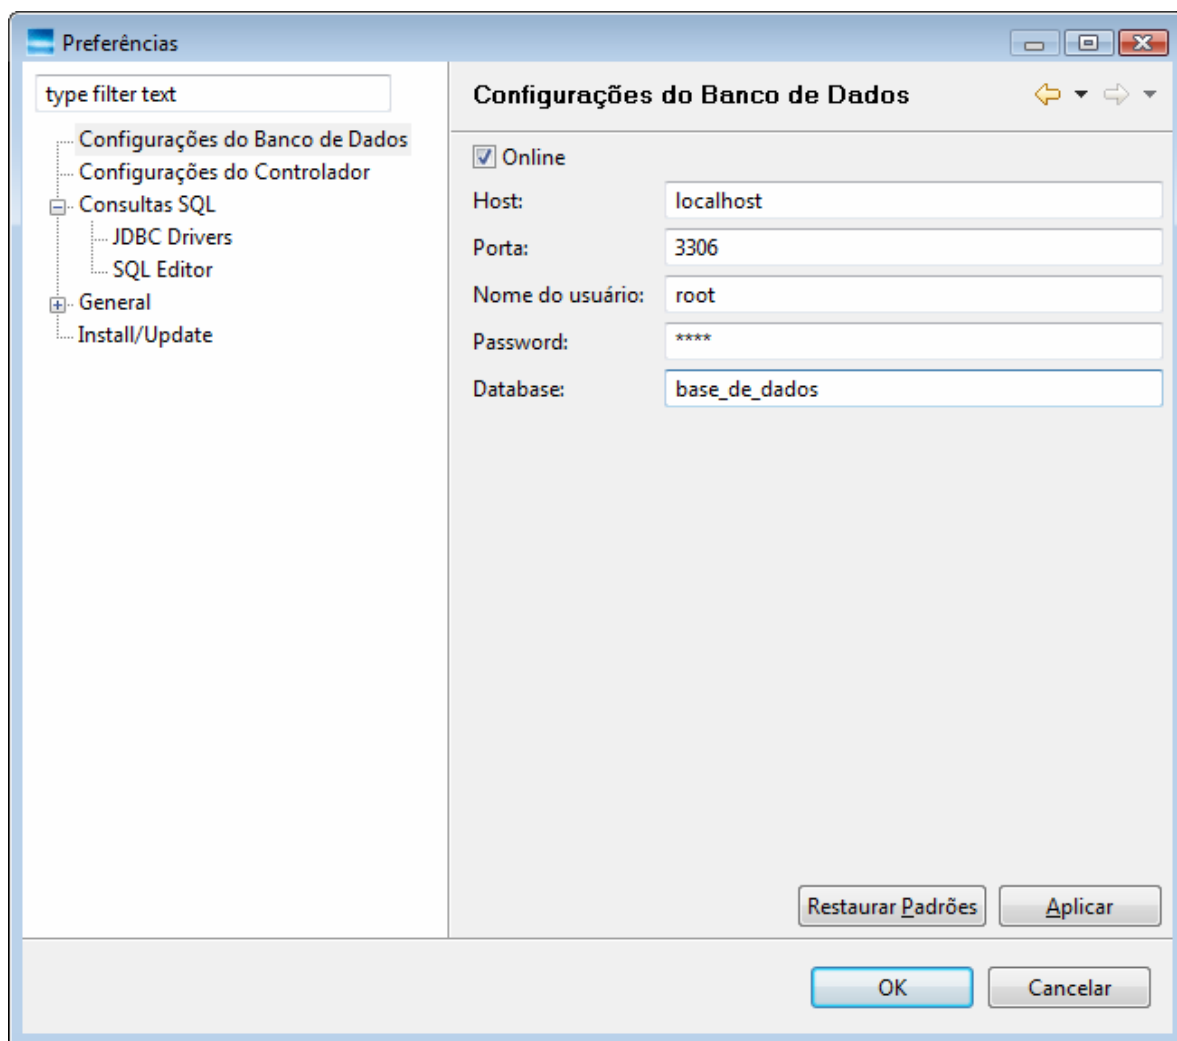 Preferências
type filter text
Configurações do Banco de Dados
Configurações do Controlador
Consultas SQL
JDBC Drivers
SQL Editor
General
Install/Update
Configurações do Banco de Dados
Online
Host: localhost
Porta: 3306
Nome do usuário: root
Password: ****
Database: base_de_dados
Restaurar Padrões Aplicar
OK Cancelar